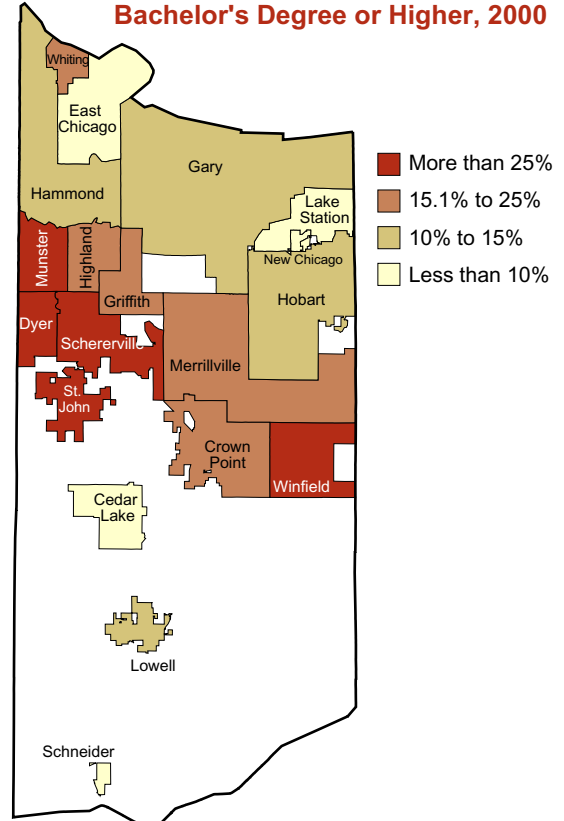 Bachelor's Degree or Higher, 2000
Whiting
East
Chicago
Gary
Hammond
Lake
Station
New Chicago
Munster
Highland
Griffith
Hobart
Dyer
Schererville
Merrillville
St.
John
Crown
Point
Winfield
Cedar
Lake
Lowell
Schneider
More than 25%
15.1% to 25%
10% to 15%
Less than 10%